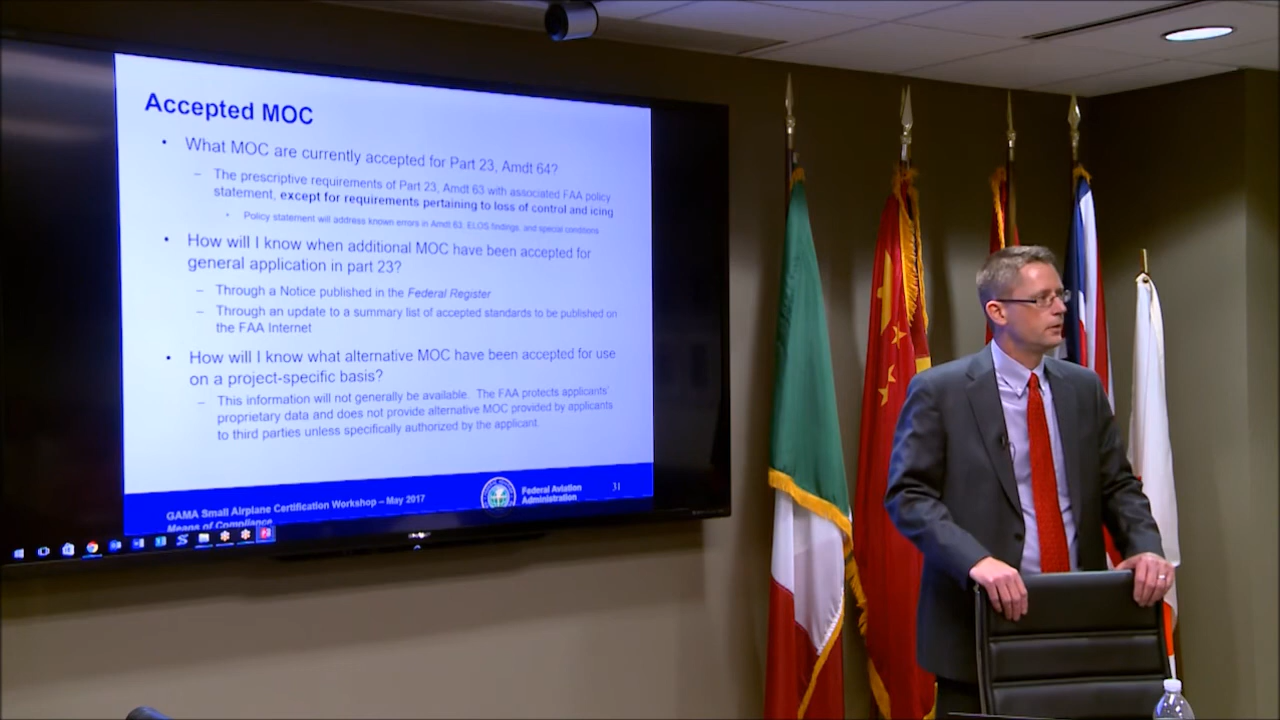 Accepted MOC
• What MOC are currently accepted for Part 23, Amdt 64?
– The prescriptive requirements of Part 23, Amdt 63 with associated FAA policy
statement, except for requirements pertaining to loss of control and icing
• Policy statement will address known errors in Amdt 63, ELOS findings, and special conditions
• How will I know when additional MOC have been accepted for
general application in part 23?
– Through a Notice published in the Federal Register
– Through an update to a summary list of accepted standards to be published on
the FAA Internet
• How will I know what alternative MOC have been accepted for use
on a project-specific basis?
– This information will not generally be available. The FAA protects applicants'
proprietary data and does not provide alternative MOC provided by applicants
to third parties unless specifically authorized by the applicant.
GAMA Small Airplane Certification Workshop – May 2017
Means of Compliance
Federal Aviation
Administration
31